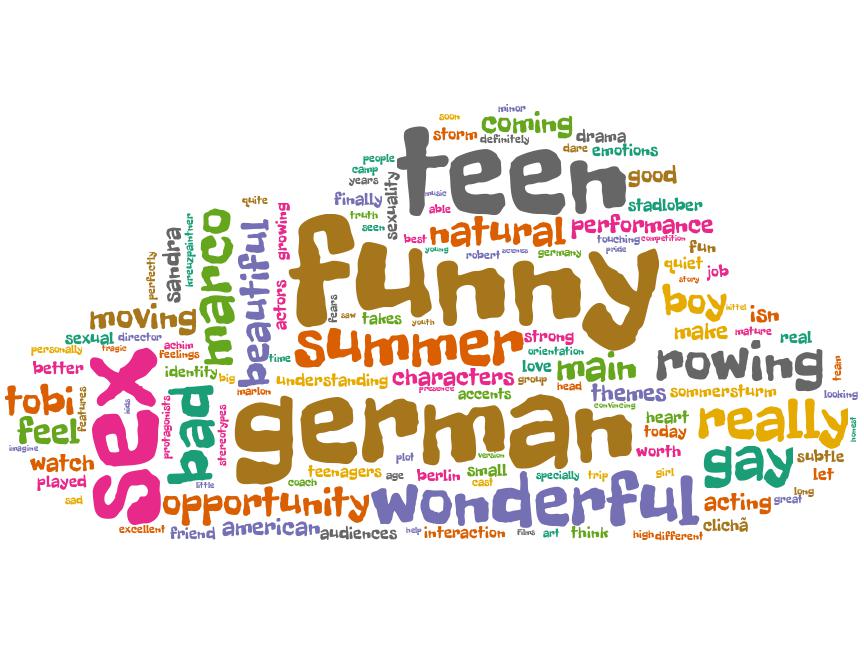 minor
soon
coming
storm
definitely
drama
dare
emotions
people
camp
years
sexuality
teen
good
finally
music
able
stadlober
quite
truth
seen
best
natural
performance
touching
competition
growing
young
robert
scenes
germany
pride
fun
marco
sandra
kreuzpainter
beautiful
actors
funny
quiet
job
story
perfectly
fears
saw
takes
youth
boy
mittel
isn
moving
make
mature
real
sexual
director
achim
feelings
time
summer
strong
orientation
personally
tragic
love
main
rowing
team
better
identity
big
understanding
characters
group
head
sex
kids
marlon
presence
accents
themes
sommersturm
looking
tobi
features
protagonists
bad
stereotypes
german
convincing
heart
really
feel
today
honest
imagine
watch
teenagers
age
plot
version
worth
gay
subtle
played
little
coach
berlin
small
cast
specially
trip
girl
let
sad
opportunity
wonderful
acting
long
great
excellent
friend
american
audiences
help
interaction
films
art
think
high
different
clichã